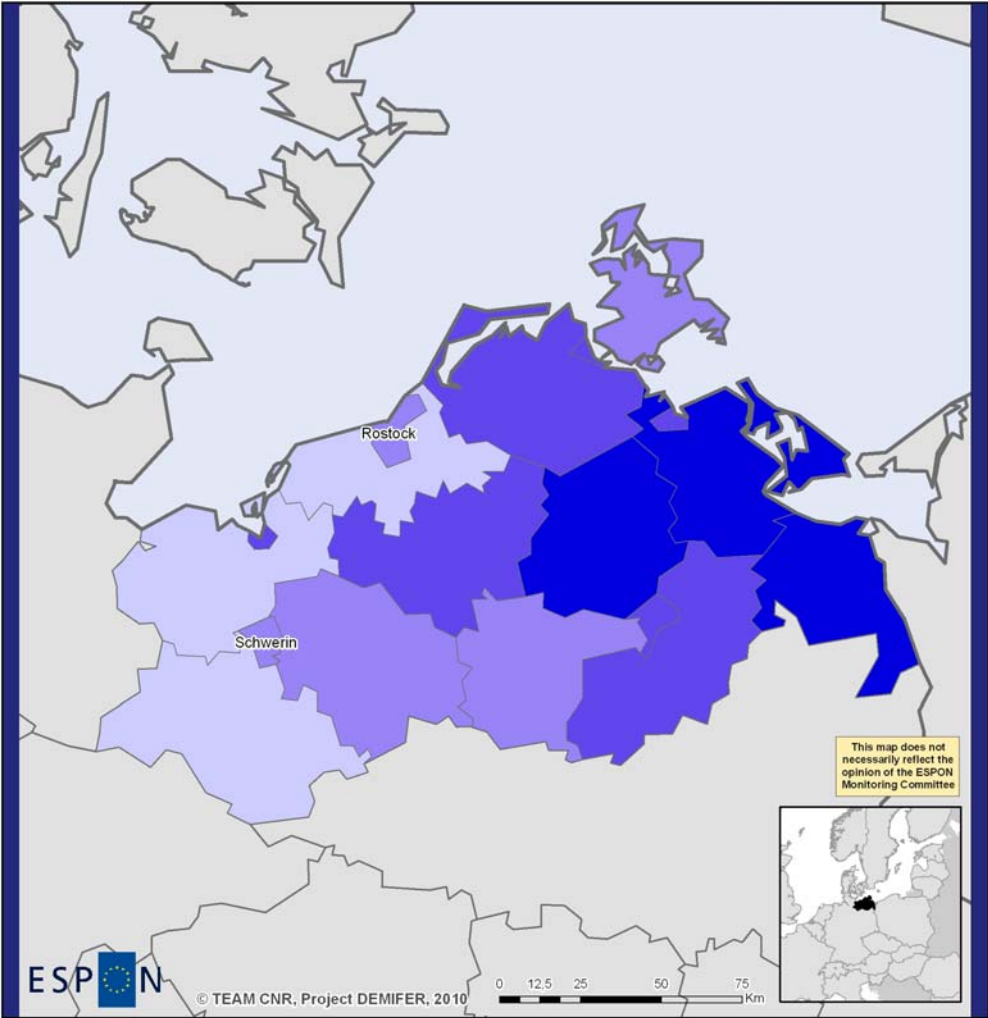 Rostock
Schwerin
This map does not
necessarily reflect the
opinion of the ESPON
Monitoring Committee
ESPON
© TEAM CNR, Project DEMIFER, 2010
0 12,5 25 50 75
Km